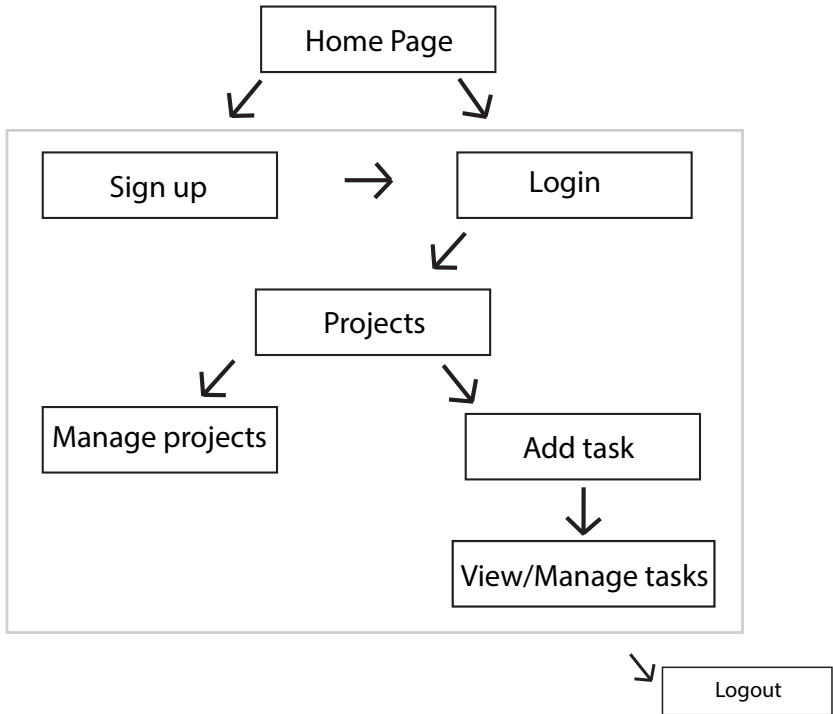 Home Page
Sign up
Login
Projects
Manage projects
Add task
View/Manage tasks
Logout